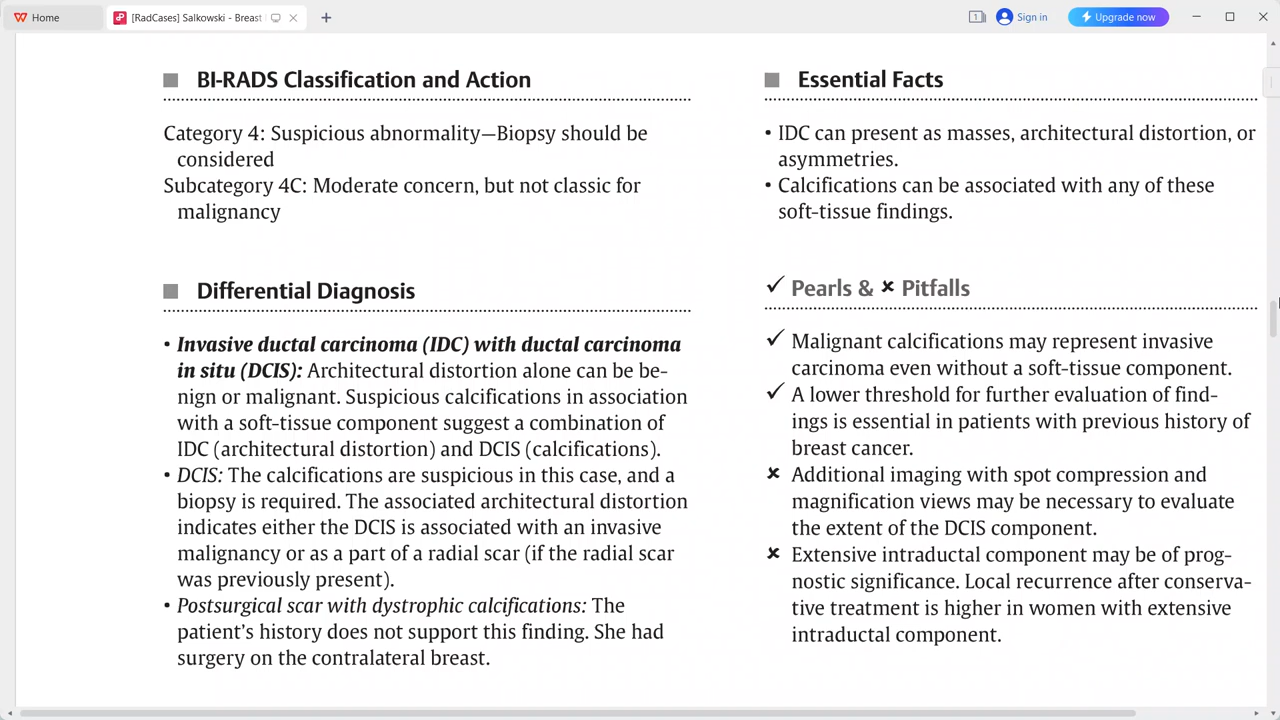 Home
[RadCases] Salkowski - Breast
Sign in
Upgrade now
BI-RADS Classification and Action
Category 4: Suspicious abnormality—Biopsy should be
considered
Subcategory 4C: Moderate concern, but not classic for
malignancy
Differential Diagnosis
• Invasive ductal carcinoma (IDC) with ductal carcinoma
in situ (DCIS): Architectural distortion alone can be be-
nign or malignant. Suspicious calcifications in association
with a soft-tissue component suggest a combination of
IDC (architectural distortion) and DCIS (calcifications).
• DCIS: The calcifications are suspicious in this case, and a
biopsy is required. The associated architectural distortion
indicates either the DCIS is associated with an invasive
malignancy or as a part of a radial scar (if the radial scar
was previously present).
• Postsurgical scar with dystrophic calcifications: The
patient's history does not support this finding. She had
surgery on the contralateral breast.
Essential Facts
• IDC can present as masses, architectural distortion, or
asymmetries.
• Calcifications can be associated with any of these
soft-tissue findings.
✓ Pearls & ✘ Pitfalls
✓ Malignant calcifications may represent invasive
carcinoma even without a soft-tissue component.
✓ A lower threshold for further evaluation of find-
ings is essential in patients with previous history of
breast cancer.
✘ Additional imaging with spot compression and
magnification views may be necessary to evaluate
the extent of the DCIS component.
✘ Extensive intraductal component may be of prog-
nostic significance. Local recurrence after conserva-
tive treatment is higher in women with extensive
intraductal component.